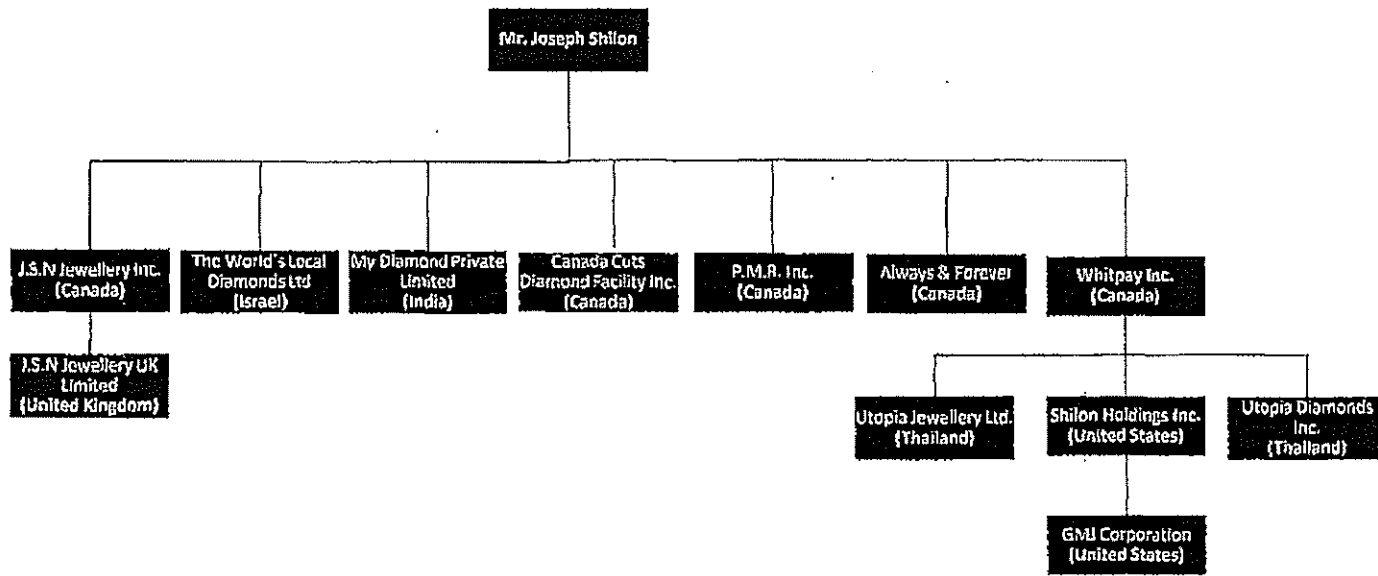 Mr. Joseph Shilon
J.S.N Jewellery Inc.
(Canada)
The World's Local
Diamonds Ltd
(Israel)
My Diamond Private
Limited
(India)
Canada Cuts
Diamond Facility Inc.
(Canada)
P.M.R. Inc.
(Canada)
Always & Forever
(Canada)
Whitpay Inc.
(Canada)
J.S.N Jewellery UK
Limited
(United Kingdom)
Utopia Jewellery Ltd.
(Thailand)
Shilon Holdings Inc.
(United States)
Utopia Diamonds
Inc.
(Thailand)
GMJ Corporation
(United States)